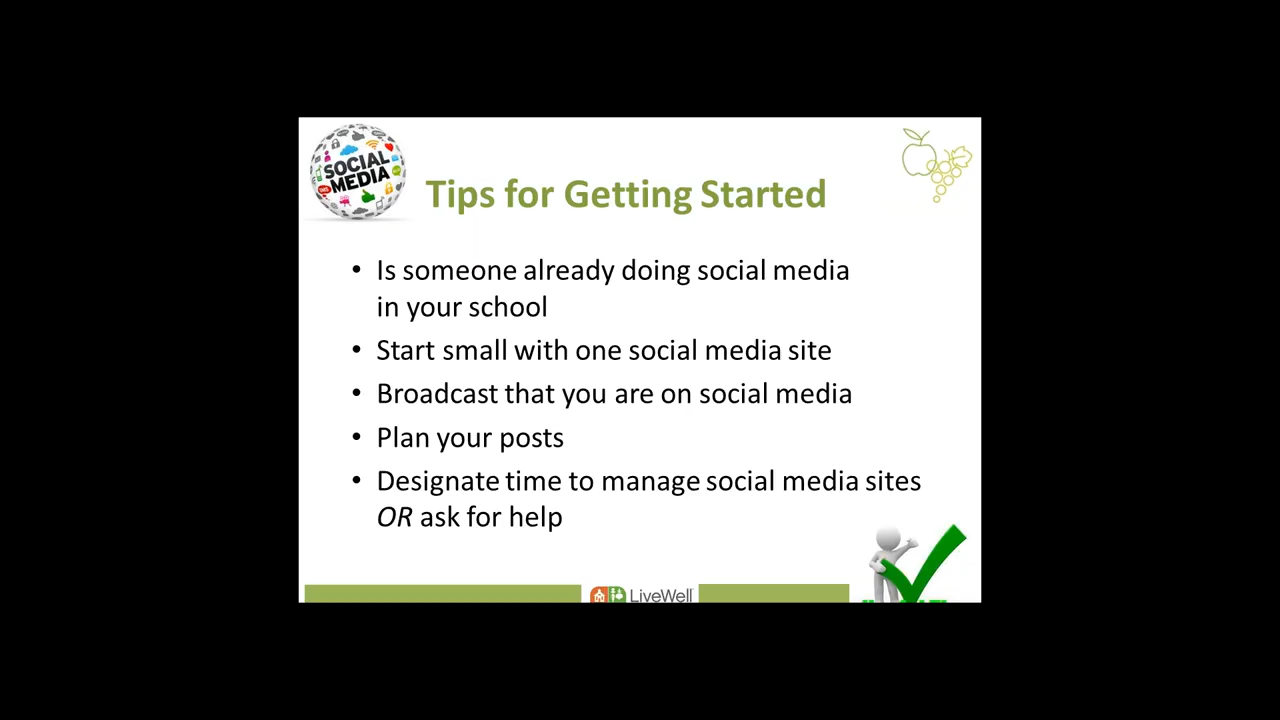 SOCIAL
MEDIA
Tips for Getting Started
• Is someone already doing social media
in your school
• Start small with one social media site
• Broadcast that you are on social media
• Plan your posts
• Designate time to manage social media sites
OR ask for help
LiveWell